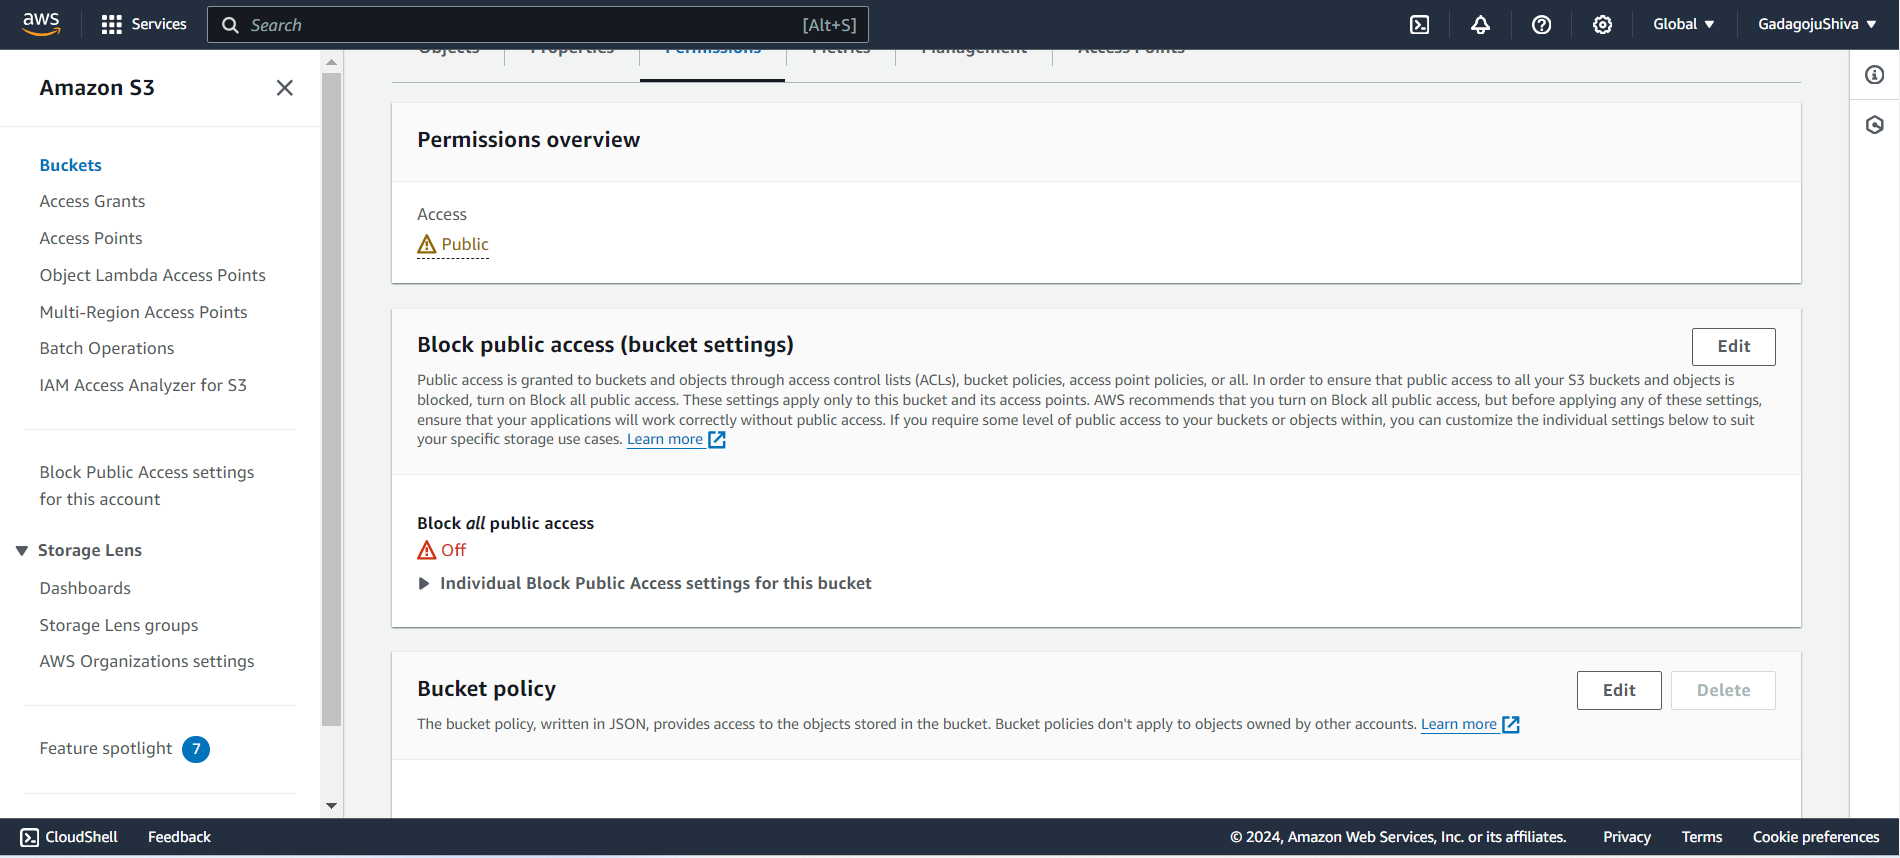 aws
Services
Search
[Alt+S]
Global
GadagojuShiva
Amazon S3
Buckets
Access Grants
Access Points
Object Lambda Access Points
Multi-Region Access Points
Batch Operations
IAM Access Analyzer for S3
Block Public Access settings
for this account
Storage Lens
Dashboards
Storage Lens groups
AWS Organizations settings
Feature spotlight 7
Objects
Properties
Permissions
Metrics
Management
Access Points
Permissions overview
Access
Public
Block public access (bucket settings)
Edit
Public access is granted to buckets and objects through access control lists (ACLs), bucket policies, access point policies, or all. In order to ensure that public access to all your S3 buckets and objects is
blocked, turn on Block all public access. These settings apply only to this bucket and its access points. AWS recommends that you turn on Block all public access, but before applying any of these settings,
ensure that your applications will work correctly without public access. If you require some level of public access to your buckets or objects within, you can customize the individual settings below to suit
your specific storage use cases. Learn more
Block all public access
Off
Individual Block Public Access settings for this bucket
Bucket policy
Edit
Delete
The bucket policy, written in JSON, provides access to the objects stored in the bucket. Bucket policies don't apply to objects owned by other accounts. Learn more
CloudShell
Feedback
© 2024, Amazon Web Services, Inc. or its affiliates.
Privacy
Terms
Cookie preferences